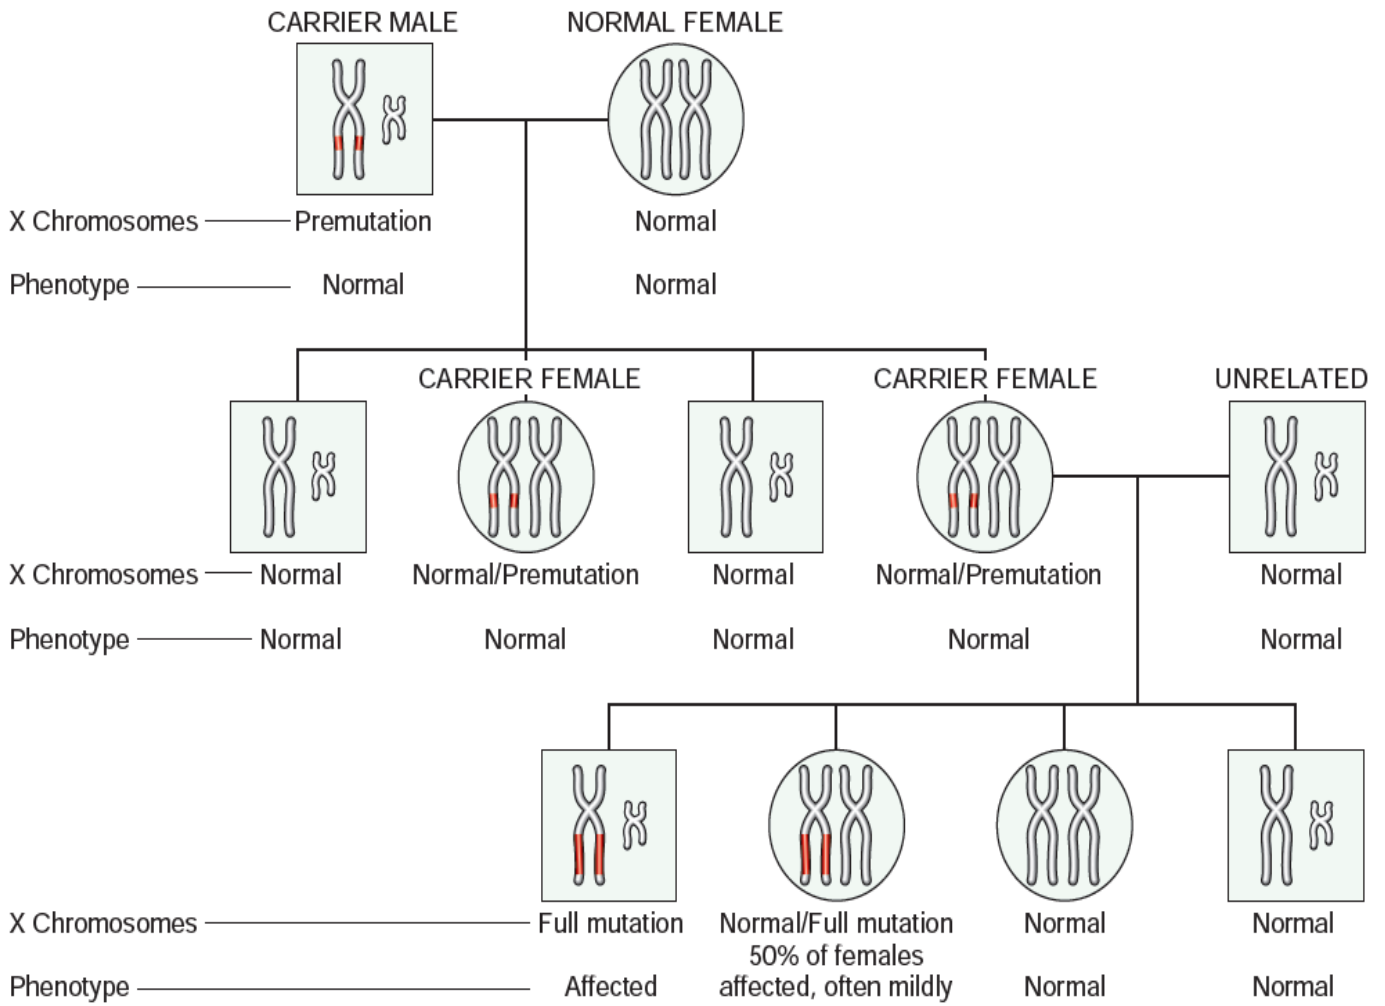 CARRIER MALE NORMAL FEMALE
X Chromosomes Premutation Normal
Phenotype Normal Normal
CARRIER FEMALE CARRIER FEMALE UNRELATED
X Chromosomes Normal Normal/Premutation Normal Normal/Premutation Normal
Phenotype Normal Normal Normal Normal Normal
X Chromosomes Full mutation Normal/Full mutation Normal Normal
50% of females
Phenotype Affected affected, often mildly Normal Normal